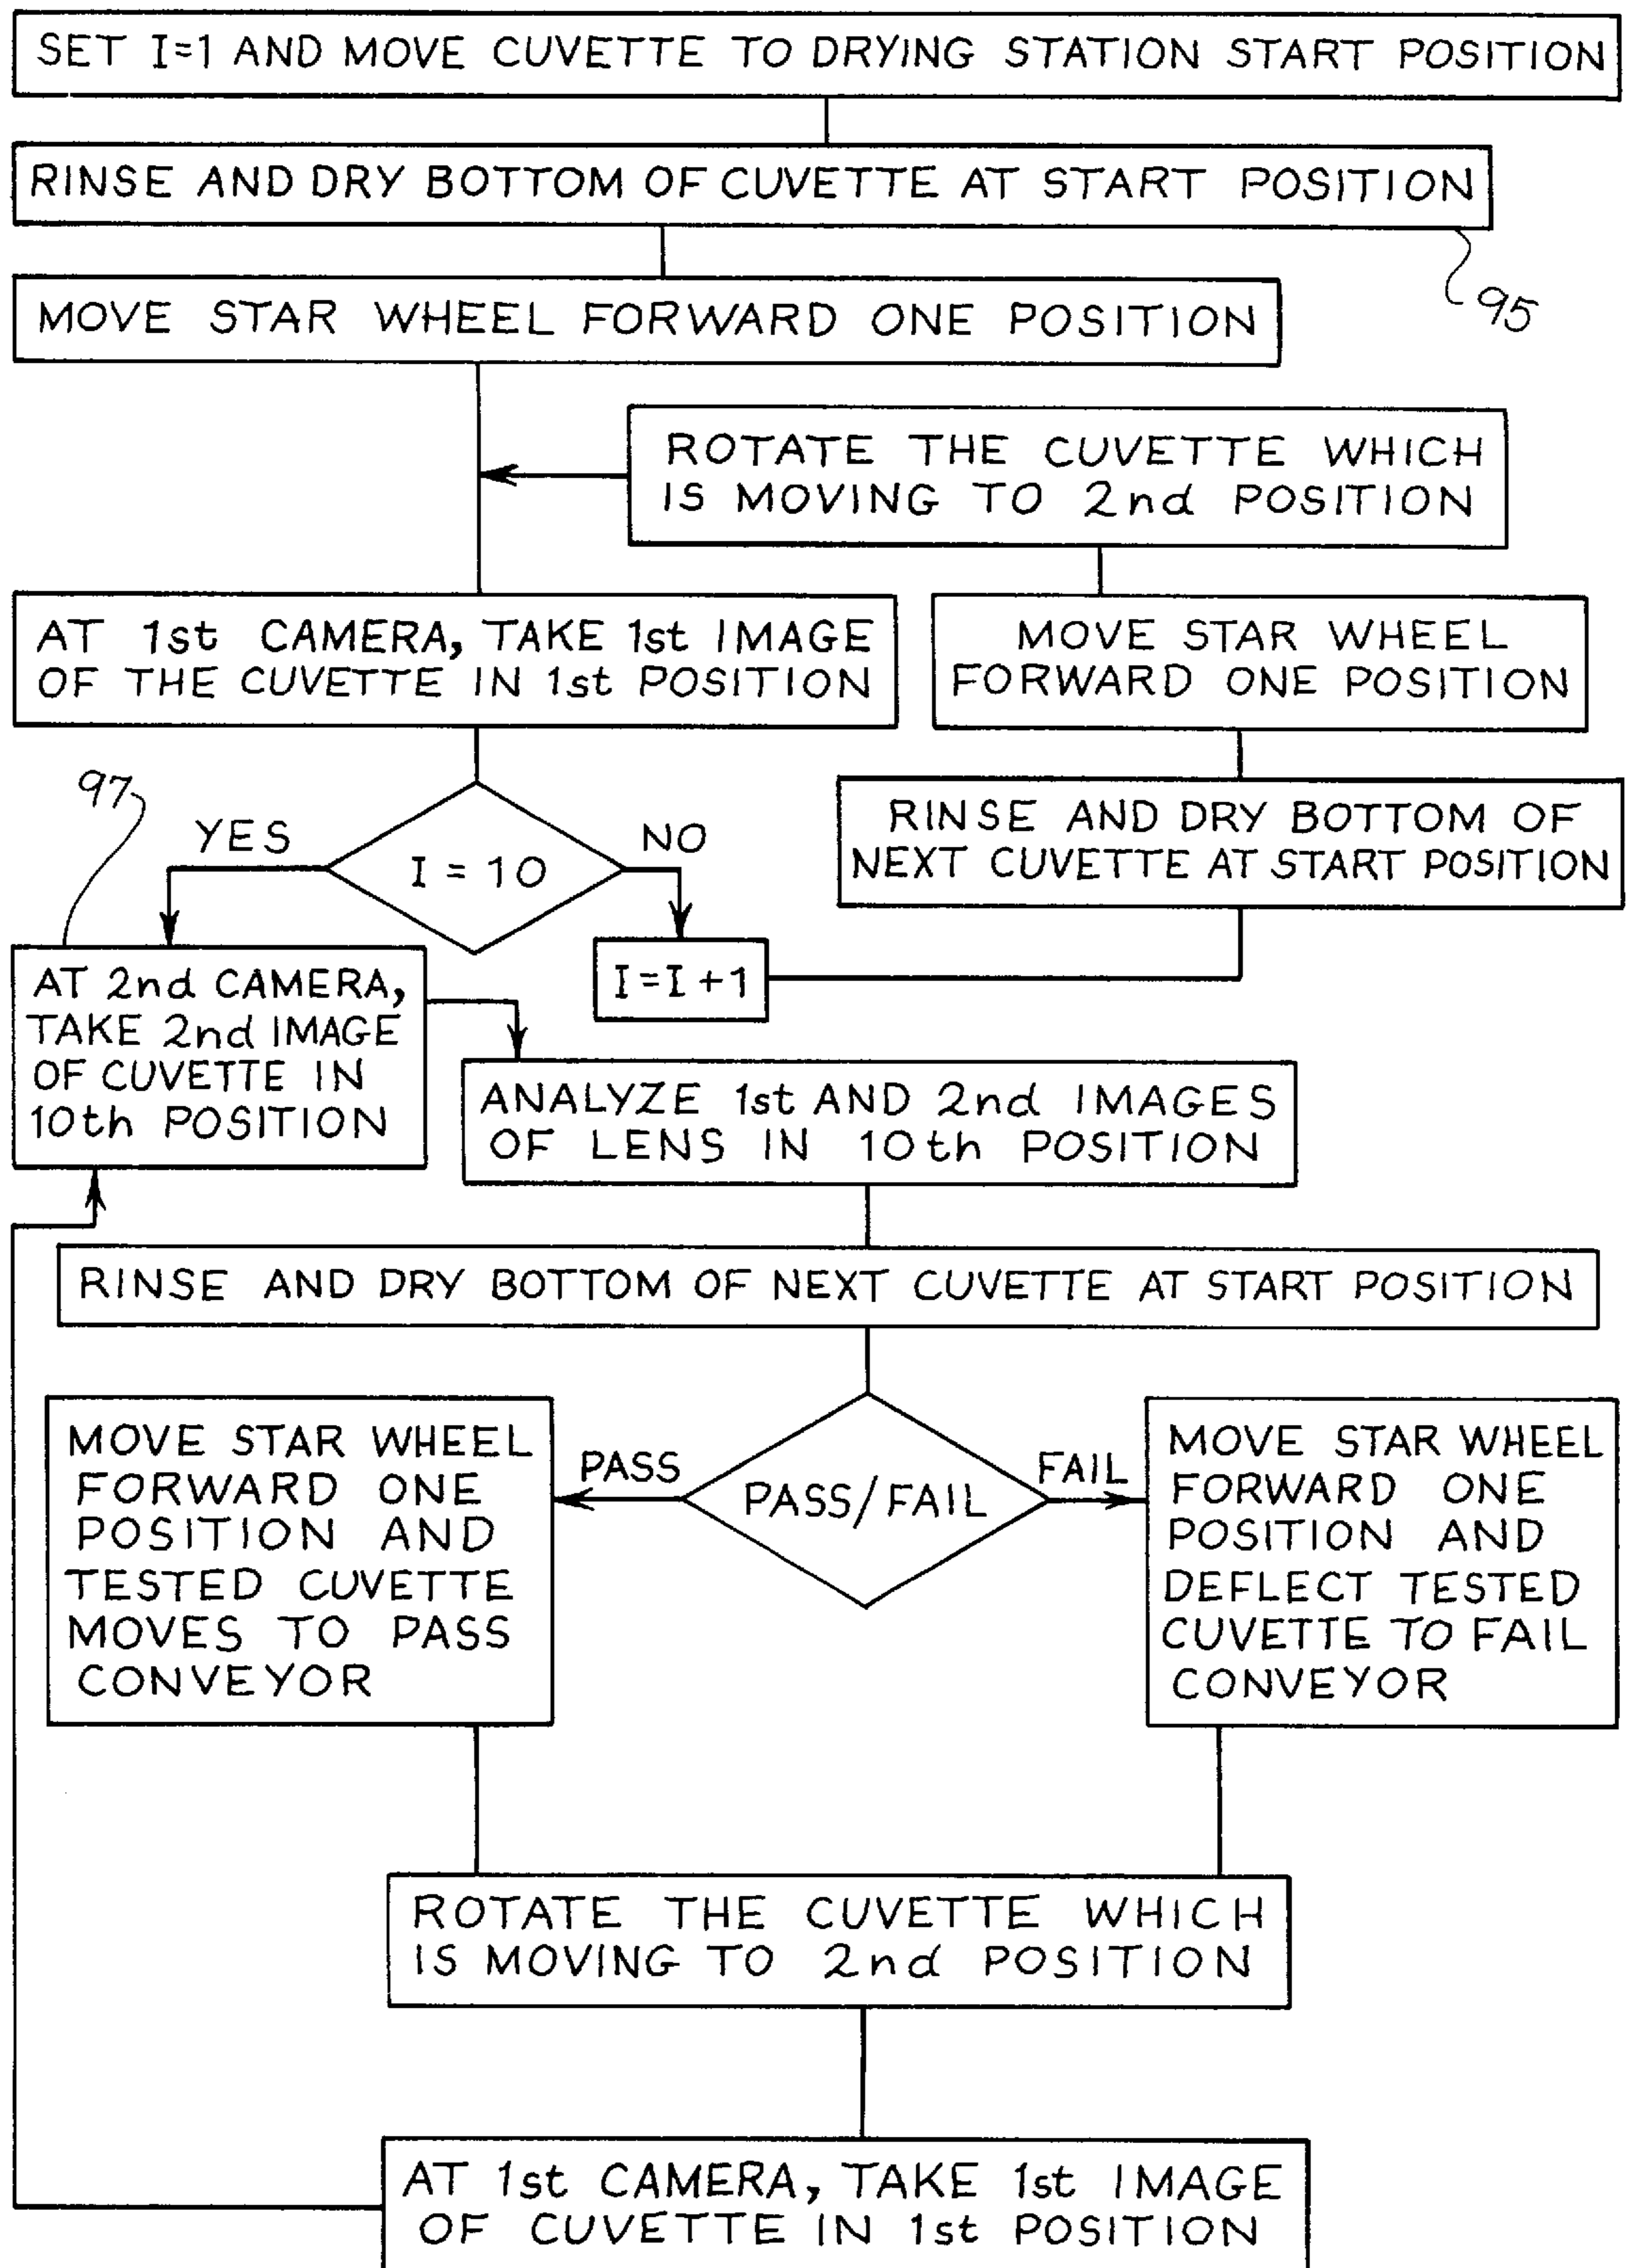 SET I=1 AND MOVE CUVETTE TO DRYING STATION START POSITION
RINSE AND DRY BOTTOM OF CUVETTE AT START POSITION
95
MOVE STAR WHEEL FORWARD ONE POSITION
ROTATE THE CUVETTE WHICH
IS MOVING TO 2nd POSITION
AT 1st CAMERA, TAKE 1st IMAGE
OF THE CUVETTE IN 1st POSITION
MOVE STAR WHEEL
FORWARD ONE POSITION
97
YES
I = 10
NO
RINSE AND DRY BOTTOM OF
NEXT CUVETTE AT START POSITION
I=I+1
AT 2nd CAMERA,
TAKE 2nd IMAGE
OF CUVETTE IN
10th POSITION
ANALYZE 1st AND 2nd IMAGES
OF LENS IN 10th POSITION
RINSE AND DRY BOTTOM OF NEXT CUVETTE AT START POSITION
MOVE STAR WHEEL
FORWARD ONE
POSITION AND
TESTED CUVETTE
MOVES TO PASS
CONVEYOR
PASS
PASS/FAIL
FAIL
MOVE STAR WHEEL
FORWARD ONE
POSITION AND
DEFLECT TESTED
CUVETTE TO FAIL
CONVEYOR
ROTATE THE CUVETTE WHICH
IS MOVING TO 2nd POSITION
AT 1st CAMERA, TAKE 1st IMAGE
OF CUVETTE IN 1st POSITION